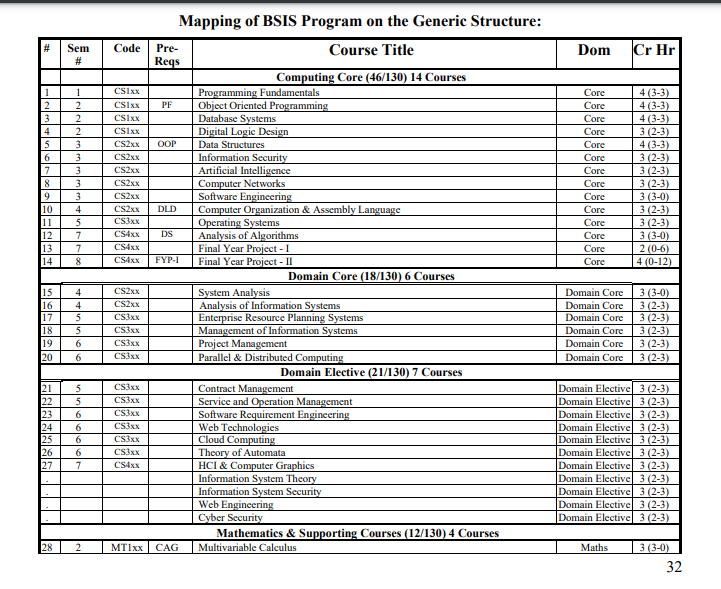 Mapping of BSIS Program on the Generic Structure:
# Sem # Code Pre-Reqs Course Title Dom Cr Hr
Computing Core (46/130) 14 Courses
1 1 CS1xx Programming Fundamentals Core 4 (3-3)
2 2 CS1xx PF Object Oriented Programming Core 4 (3-3)
3 2 CS1xx Database Systems Core 4 (3-3)
4 2 CS1xx Digital Logic Design Core 3 (2-3)
5 3 CS2xx OOP Data Structures Core 4 (3-3)
6 3 CS2xx Information Security Core 3 (2-3)
7 3 CS2xx Artificial Intelligence Core 3 (2-3)
8 3 CS2xx Computer Networks Core 3 (2-3)
9 3 CS2xx Software Engineering Core 3 (3-0)
10 4 CS2xx DLD Computer Organization & Assembly Language Core 3 (2-3)
11 5 CS3xx Operating Systems Core 3 (2-3)
12 7 CS4xx DS Analysis of Algorithms Core 3 (3-0)
13 7 CS4xx Final Year Project - I Core 2 (0-6)
14 8 CS4xx FYP-I Final Year Project - II Core 4 (0-12)
Domain Core (18/130) 6 Courses
15 4 CS2xx System Analysis Domain Core 3 (3-0)
16 4 CS2xx Analysis of Information Systems Domain Core 3 (2-3)
17 5 CS3xx Enterprise Resource Planning Systems Domain Core 3 (2-3)
18 5 CS3xx Management of Information Systems Domain Core 3 (2-3)
19 6 CS3xx Project Management Domain Core 3 (2-3)
20 6 CS3xx Parallel & Distributed Computing Domain Core 3 (2-3)
Domain Elective (21/130) 7 Courses
21 5 CS3xx Contract Management Domain Elective 3 (2-3)
22 5 CS3xx Service and Operation Management Domain Elective 3 (2-3)
23 6 CS3xx Software Requirement Engineering Domain Elective 3 (2-3)
24 6 CS3xx Web Technologies Domain Elective 3 (2-3)
25 6 CS3xx Cloud Computing Domain Elective 3 (2-3)
26 6 CS3xx Theory of Automata Domain Elective 3 (2-3)
27 7 CS4xx HCI & Computer Graphics Domain Elective 3 (2-3)
. Information System Theory Domain Elective 3 (2-3)
. Information System Security Domain Elective 3 (2-3)
. Web Engineering Domain Elective 3 (2-3)
. Cyber Security Domain Elective 3 (2-3)
Mathematics & Supporting Courses (12/130) 4 Courses
28 2 MT1xx CAG Multivariable Calculus Maths 3 (3-0)
32